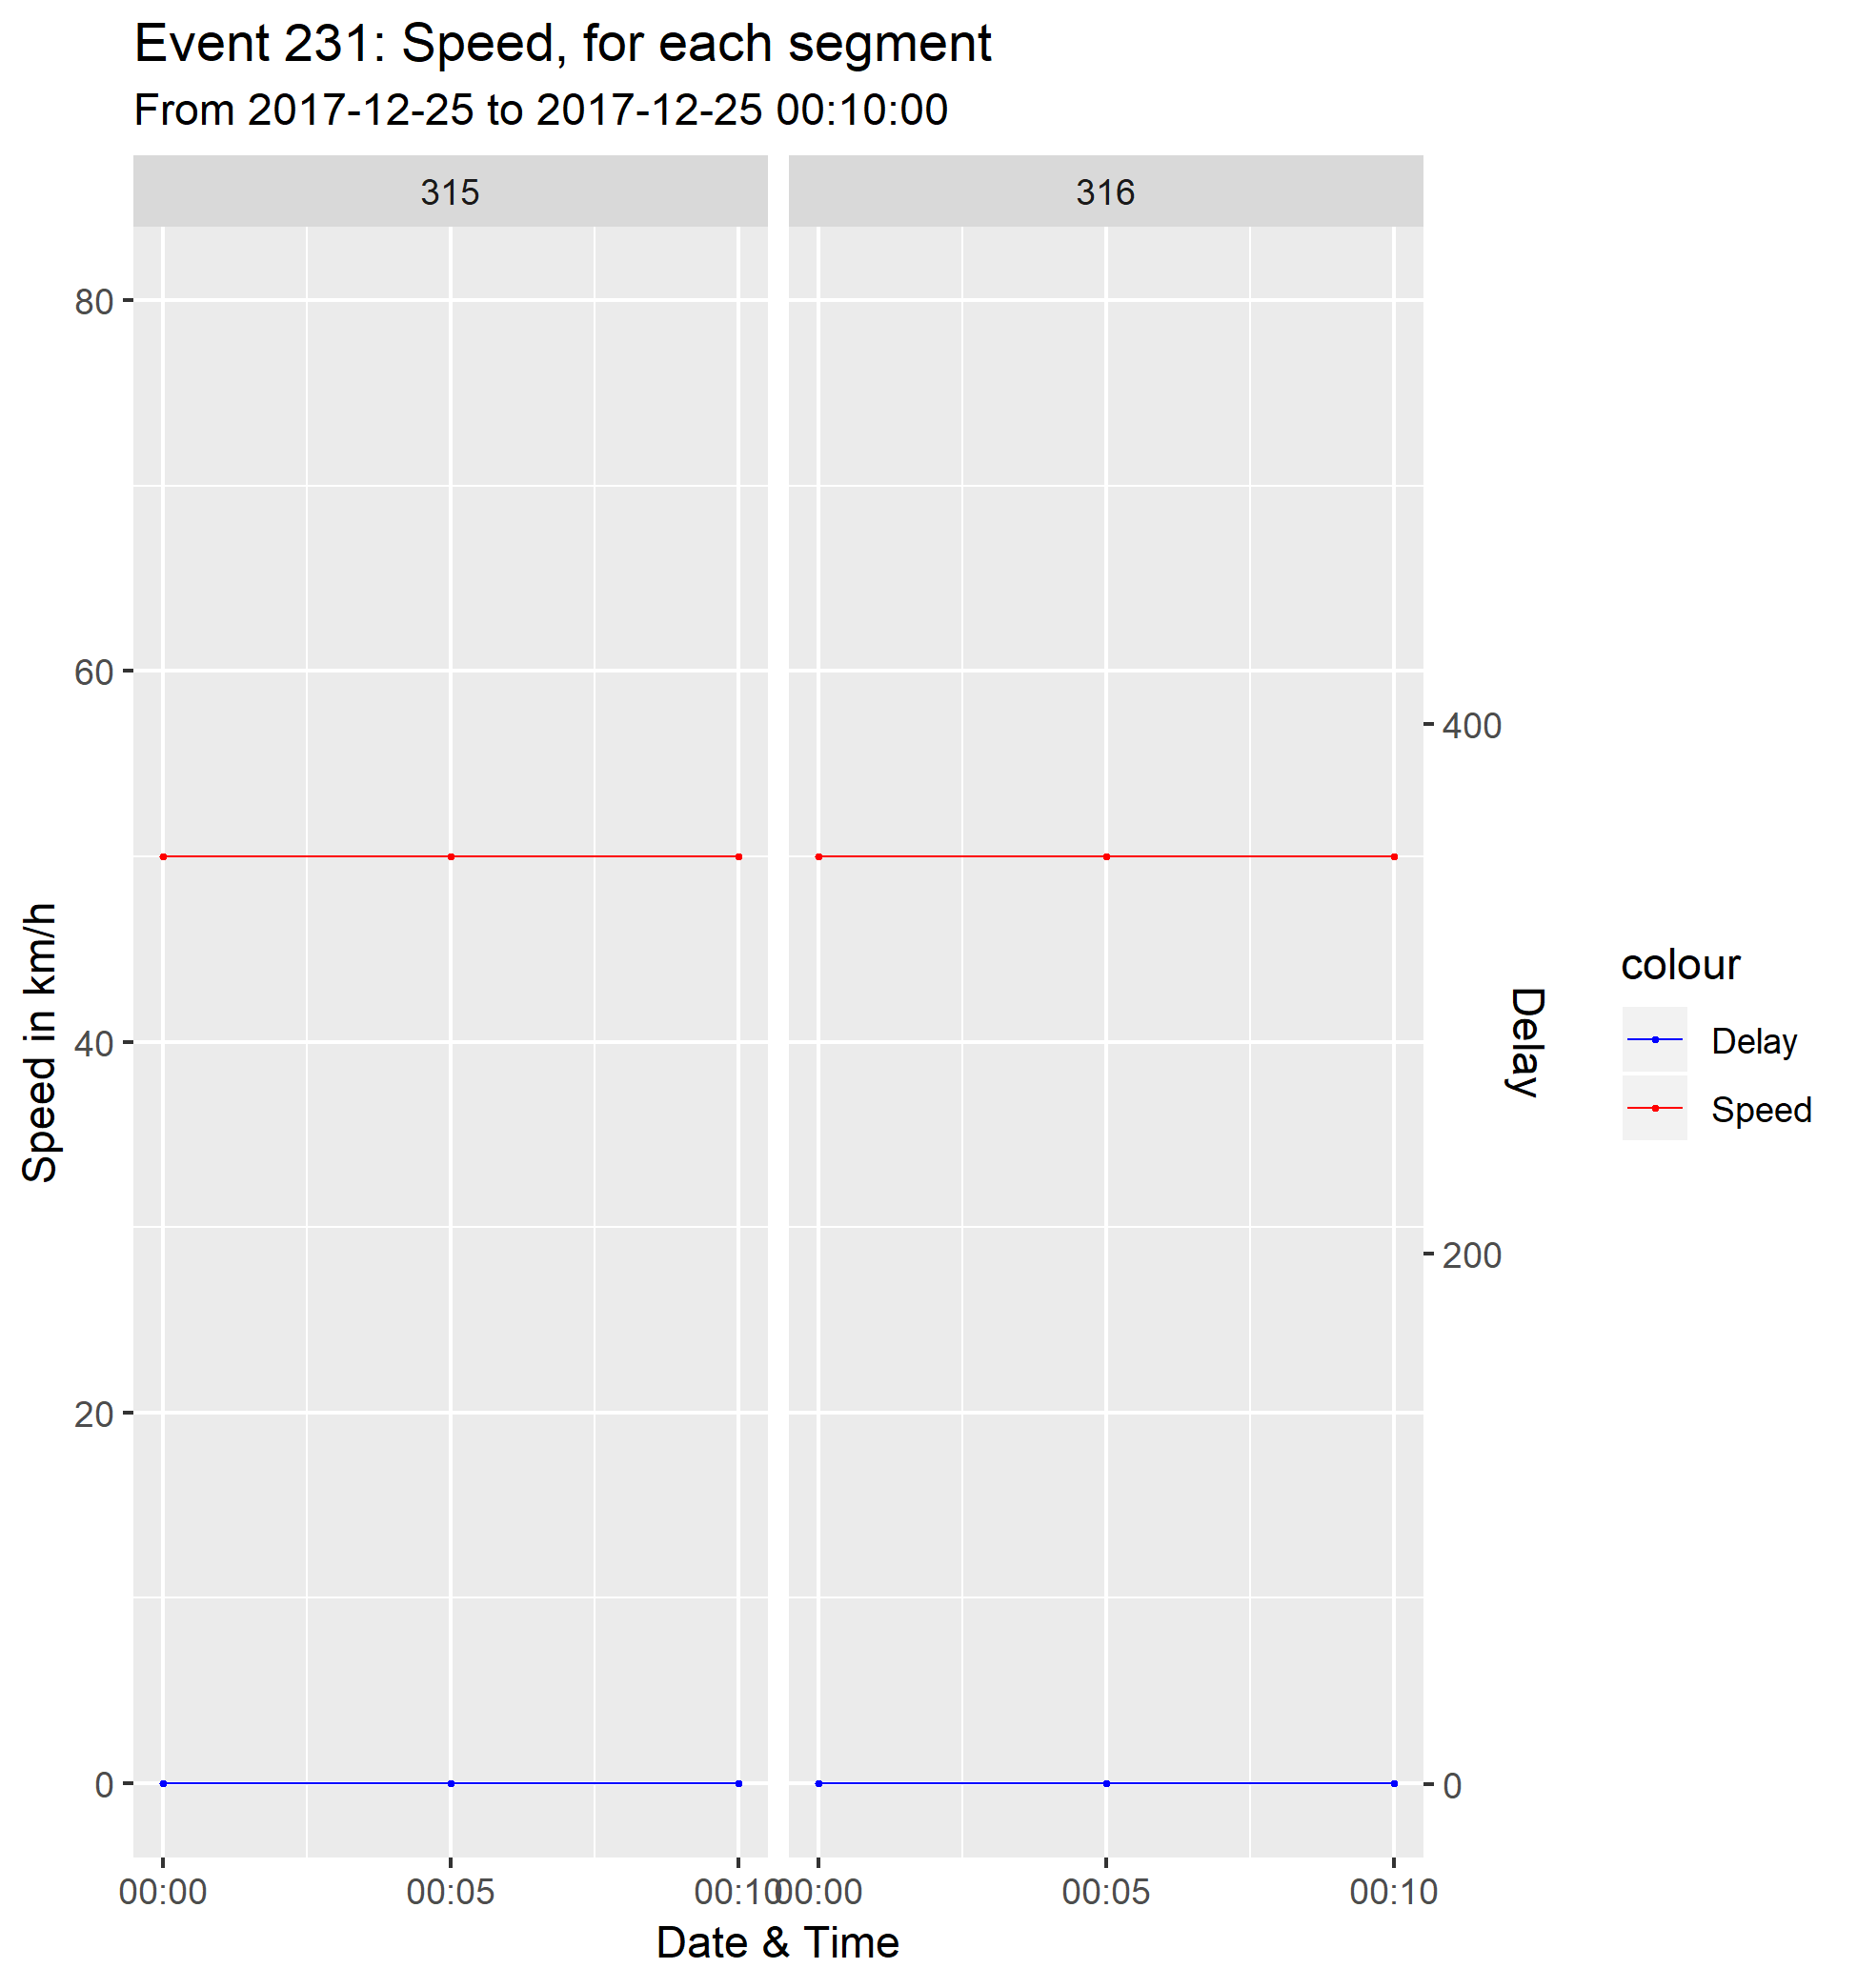 Event 231: Speed, for each segment
From 2017-12-25 to 2017-12-25 00:10:00
315
316
80
60
40
20
0
Speed in km/h
400
200
0
Delay
colour
Delay
Speed
00:00
00:05
00:10
00:00
00:05
00:10
Date & Time